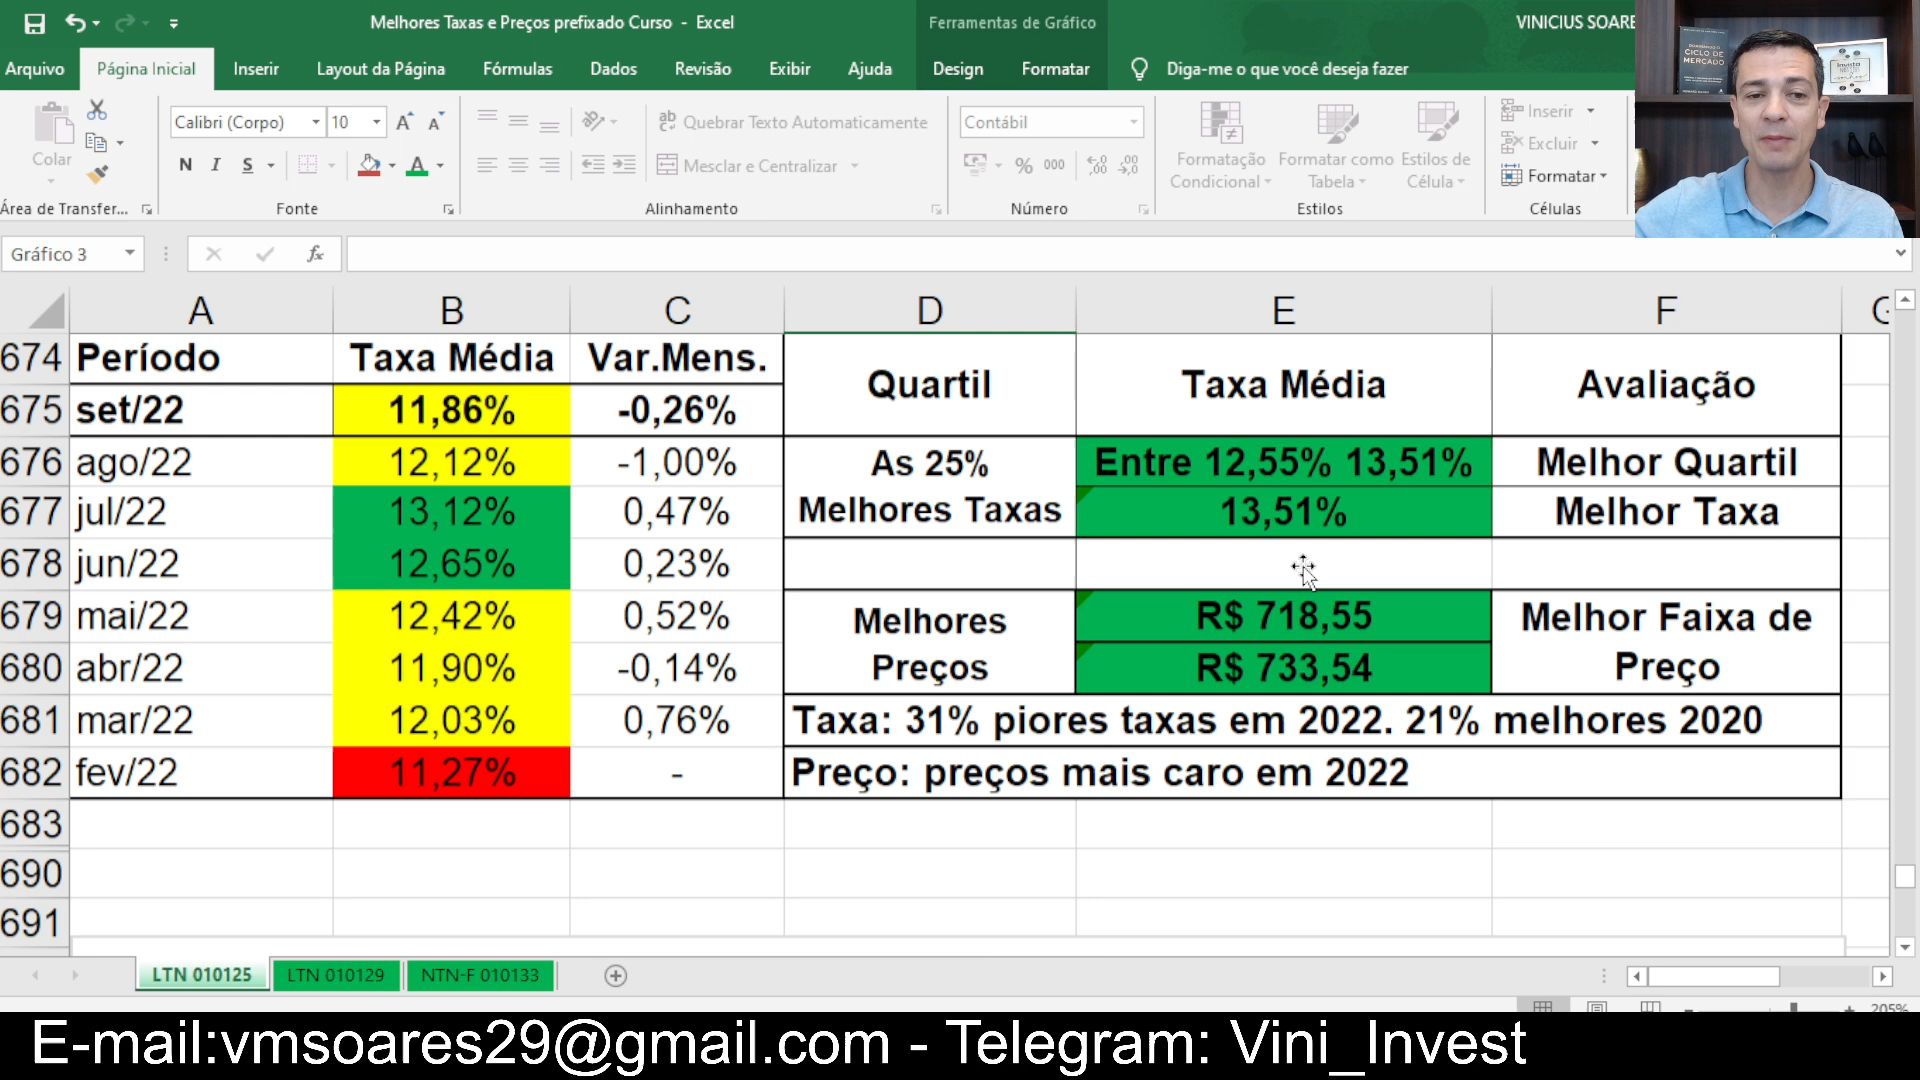 Melhores Taxas e Preços prefixado Curso - Excel
Ferramentas de Gráfico
VINICIUS SOARE
Arquivo Página Inicial Inserir Layout da Página Fórmulas Dados Revisão Exibir Ajuda Design Formatar Diga-me o que você deseja fazer
CICLO DE
MERCADO
Colar
Calibri (Corpo) 10
N I S
Quebrar Texto Automaticamente
Mesclar e Centralizar
Contábil
% 000
Formatação Condicional
Formatar como Tabela
Estilos de Célula
Inserir
Excluir
Formatar
Área de Transfer... Fonte Alinhamento Número Estilos Células
Gráfico 3 fx
A B C D E F
674 Período Taxa Média Var.Mens. Quartil Taxa Média Avaliação
675 set/22 11,86% -0,26%
676 ago/22 12,12% -1,00% As 25% Entre 12,55% 13,51% Melhor Quartil
677 jul/22 13,12% 0,47% Melhores Taxas 13,51% Melhor Taxa
678 jun/22 12,65% 0,23%
679 mai/22 12,42% 0,52% Melhores R$ 718,55 Melhor Faixa de
680 abr/22 11,90% -0,14% Preços R$ 733,54 Preço
681 mar/22 12,03% 0,76% Taxa: 31% piores taxas em 2022. 21% melhores 2020
682 fev/22 11,27% - Preço: preços mais caro em 2022
683
690
691
LTN 010125 LTN 010129 NTN-F 010133
205%
E-mail:vmsoares29@gmail.com - Telegram: Vini_Invest